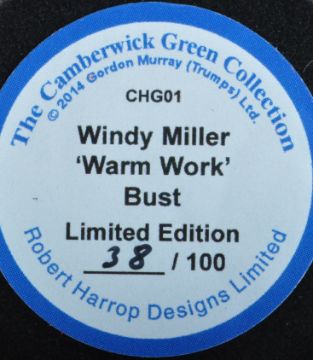 The Camberwick Green Collection
© 2014 Gordon Murray (Trumps) Ltd.
CHG01
Windy Miller
‘Warm Work’
Bust
Limited Edition
38 / 100
Robert Harrop Designs Limited